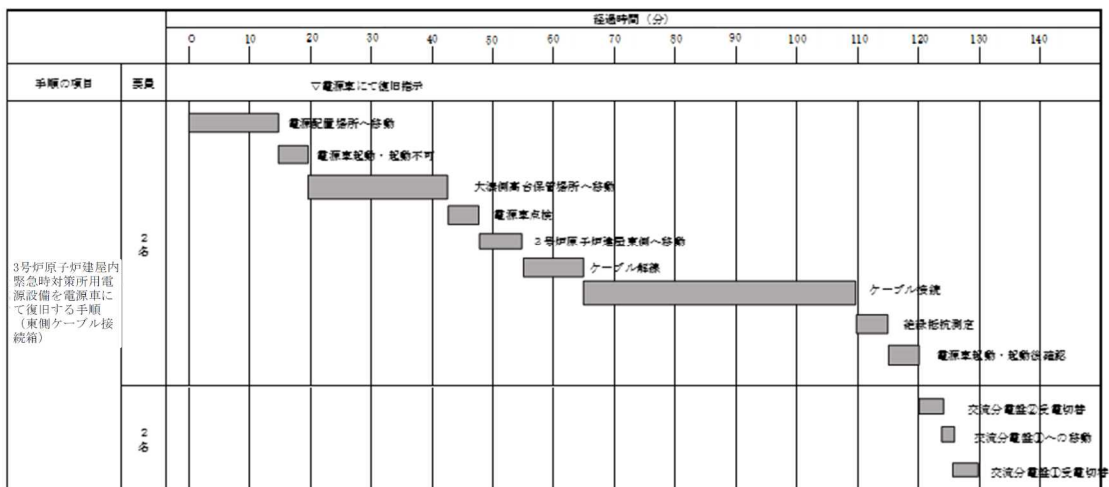 経過時間（分）
0 10 20 30 40 50 60 70 80 90 100 110 120 130 140
手順の項目 要員
▽電源車にて復旧指示
3号炉原子炉建屋内
緊急時対策所用電
源設備を電源車に
て復旧する手順
（東側ケーブル接
続箱）
2
名
電源配置場所へ移動
電源車起動・起動不可
大湊側高台保管場所へ移動
電源車点検
3号炉原子炉建屋東側へ移動
ケーブル解線
ケーブル接続
絶縁抵抗測定
電源車起動・起動後確認
2
名
交流分電盤②受電切替
交流分電盤①への移動
交流分電盤①受電切替